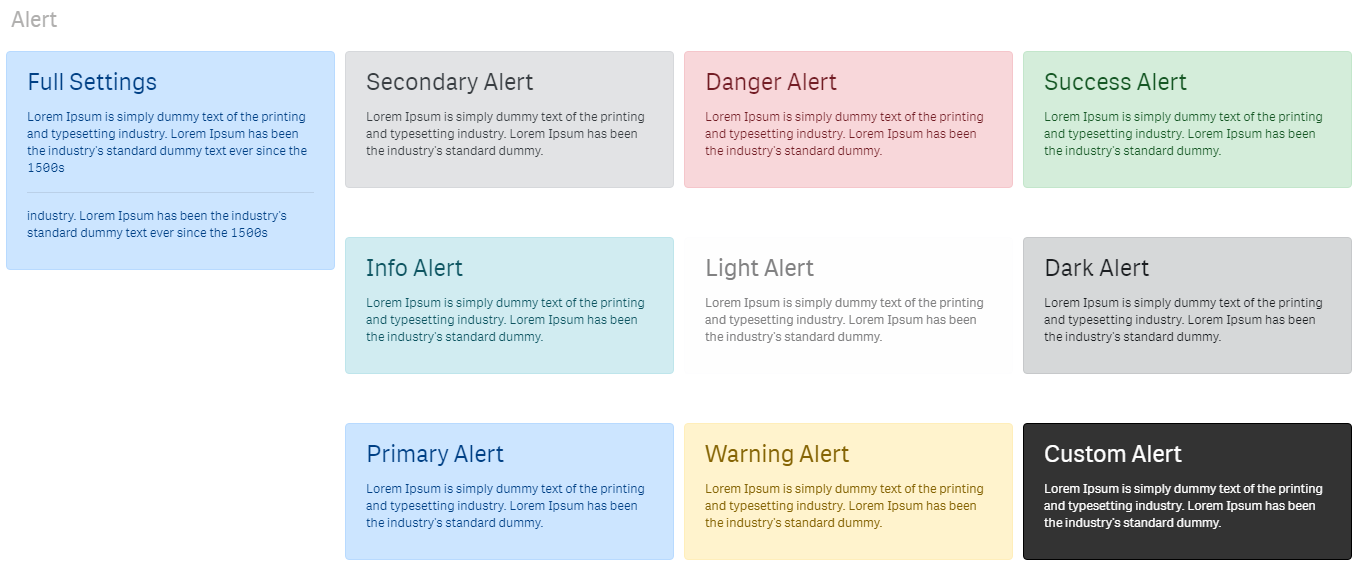 Alert
Full Settings
Lorem Ipsum is simply dummy text of the printing
and typesetting industry. Lorem Ipsum has been
the industry's standard dummy text ever since the
1500s
industry. Lorem Ipsum has been the industry's
standard dummy text ever since the 1500s
Secondary Alert
Lorem Ipsum is simply dummy text of the printing
and typesetting industry. Lorem Ipsum has been
the industry's standard dummy.
Danger Alert
Lorem Ipsum is simply dummy text of the printing
and typesetting industry. Lorem Ipsum has been
the industry's standard dummy.
Success Alert
Lorem Ipsum is simply dummy text of the printing
and typesetting industry. Lorem Ipsum has been
the industry's standard dummy.
Info Alert
Lorem Ipsum is simply dummy text of the printing
and typesetting industry. Lorem Ipsum has been
the industry's standard dummy.
Light Alert
Lorem Ipsum is simply dummy text of the printing
and typesetting industry. Lorem Ipsum has been
the industry's standard dummy.
Dark Alert
Lorem Ipsum is simply dummy text of the printing
and typesetting industry. Lorem Ipsum has been
the industry's standard dummy.
Primary Alert
Lorem Ipsum is simply dummy text of the printing
and typesetting industry. Lorem Ipsum has been
the industry's standard dummy.
Warning Alert
Lorem Ipsum is simply dummy text of the printing
and typesetting industry. Lorem Ipsum has been
the industry's standard dummy.
Custom Alert
Lorem Ipsum is simply dummy text of the printing
and typesetting industry. Lorem Ipsum has been
the industry's standard dummy.